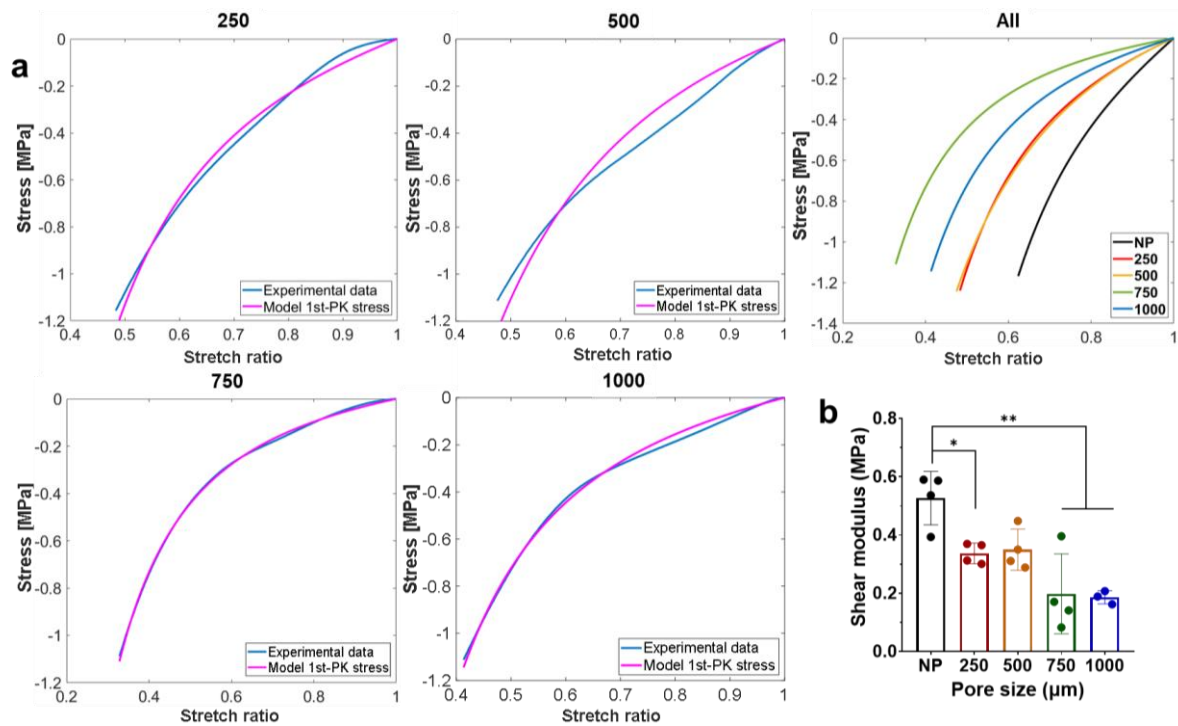 a
250
0
-0.2
-0.4
-0.6
-0.8
-1
-1.2
Stress [MPa]
0.4 0.5 0.6 0.7 0.8 0.9 1
Stretch ratio
Experimental data
Model 1st-PK stress
500
0
-0.2
-0.4
-0.6
-0.8
-1
-1.2
Stress [MPa]
0.4 0.5 0.6 0.7 0.8 0.9 1
Stretch ratio
Experimental data
Model 1st-PK stress
All
0
-0.2
-0.4
-0.6
-0.8
-1
-1.2
-1.4
Stress [MPa]
0.2 0.4 0.6 0.8 1
Stretch ratio
NP
250
500
750
1000
750
0
-0.2
-0.4
-0.6
-0.8
-1
-1.2
Stress [MPa]
0.2 0.4 0.6 0.8 1
Stretch ratio
Experimental data
Model 1st-PK stress
1000
0
-0.2
-0.4
-0.6
-0.8
-1
-1.2
Stress [MPa]
0.4 0.5 0.6 0.7 0.8 0.9 1
Stretch ratio
Experimental data
Model 1st-PK stress
b
0.8
0.6
0.4
0.2
0.0
Shear modulus (MPa)
*
**
NP 250 500 750 1000
Pore size (μm)